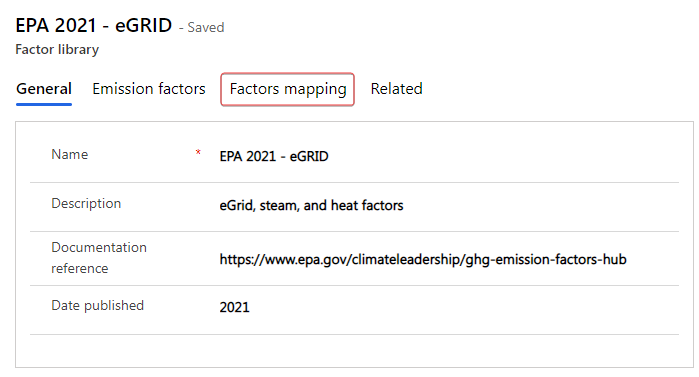 EPA 2021 - eGRID - Saved
Factor library
General Emission factors Factors mapping Related
Name * EPA 2021 - eGRID
Description eGrid, steam, and heat factors
Documentation
reference https://www.epa.gov/climateleadership/ghg-emission-factors-hub
Date published 2021